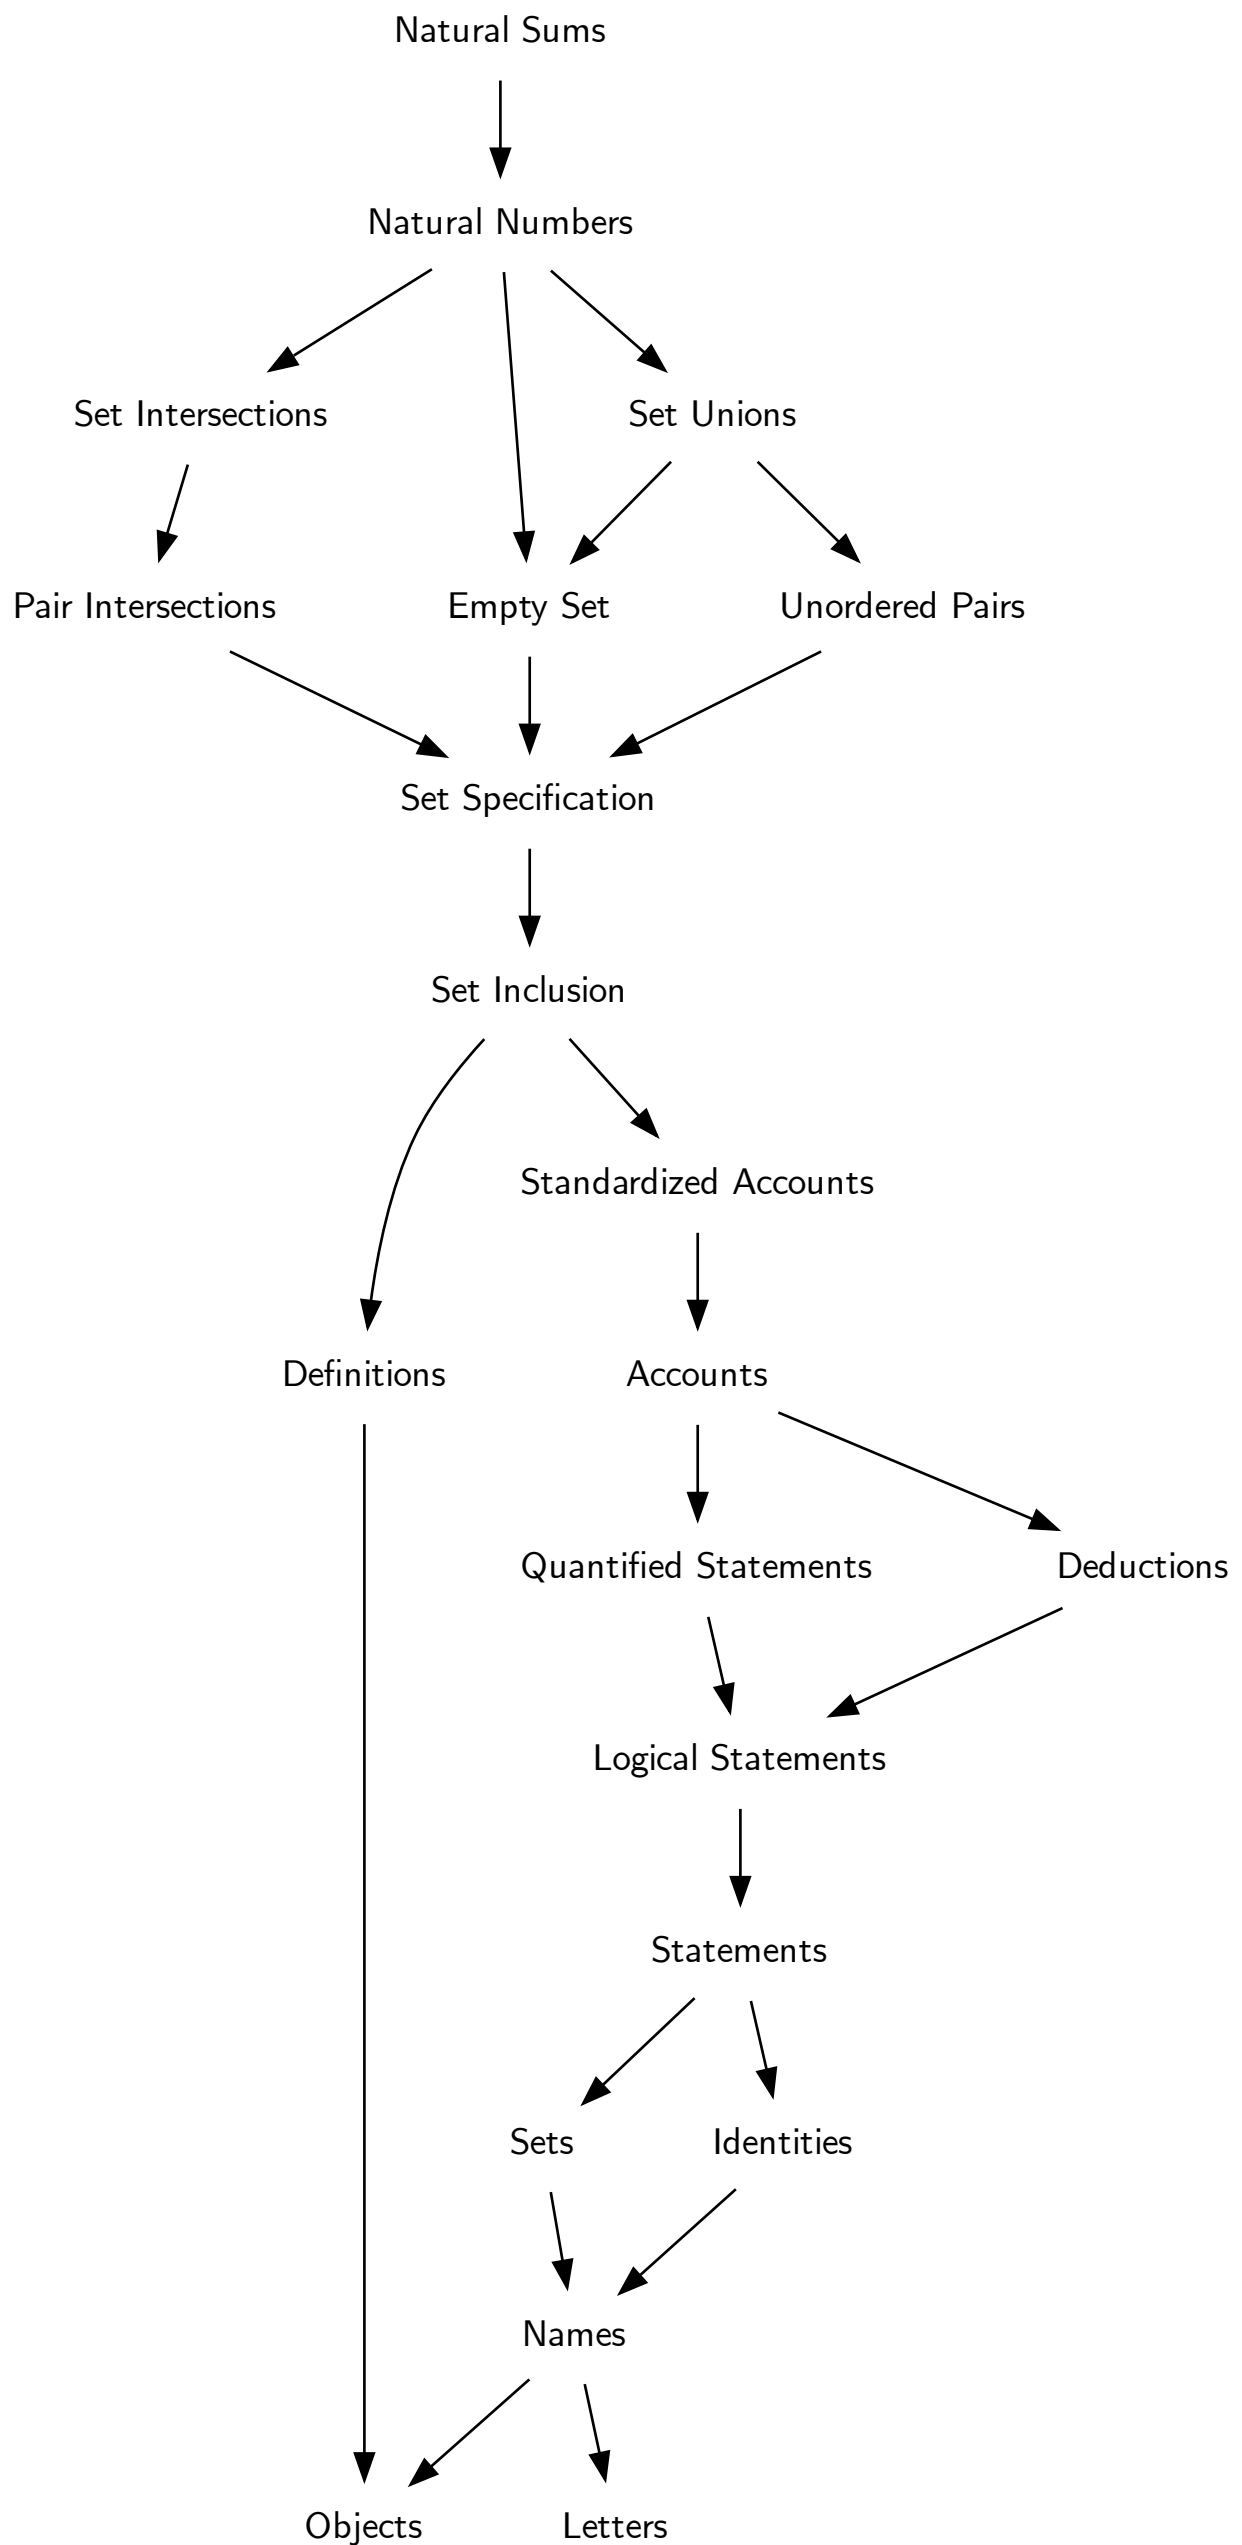 Natural Sums
Natural Numbers
Set Intersections
Set Unions
Pair Intersections
Empty Set
Unordered Pairs
Set Specification
Set Inclusion
Standardized Accounts
Definitions
Accounts
Quantified Statements
Deductions
Logical Statements
Statements
Sets
Identities
Names
Objects
Letters